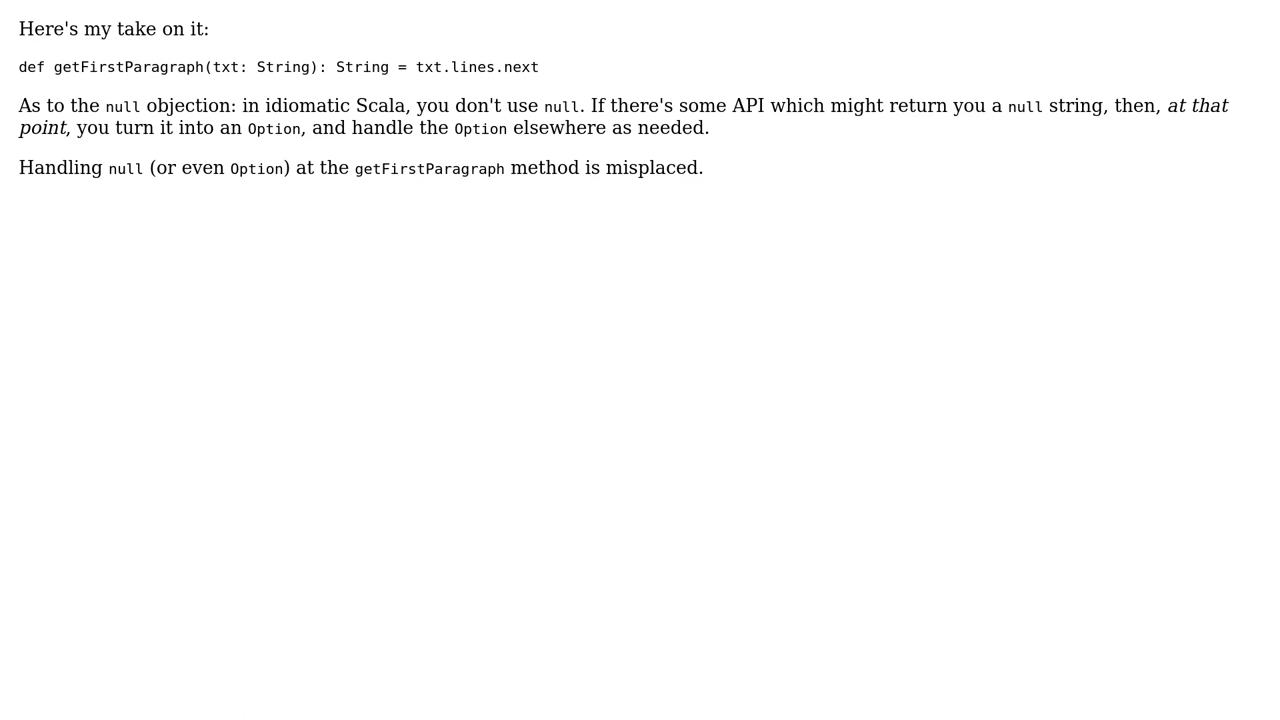 Here's my take on it:
def getFirstParagraph(txt: String): String = txt.lines.next
As to the null objection: in idiomatic Scala, you don't use null. If there's some API which might return you a null string, then, at that
point, you turn it into an Option, and handle the Option elsewhere as needed.
Handling null (or even Option) at the getFirstParagraph method is misplaced.